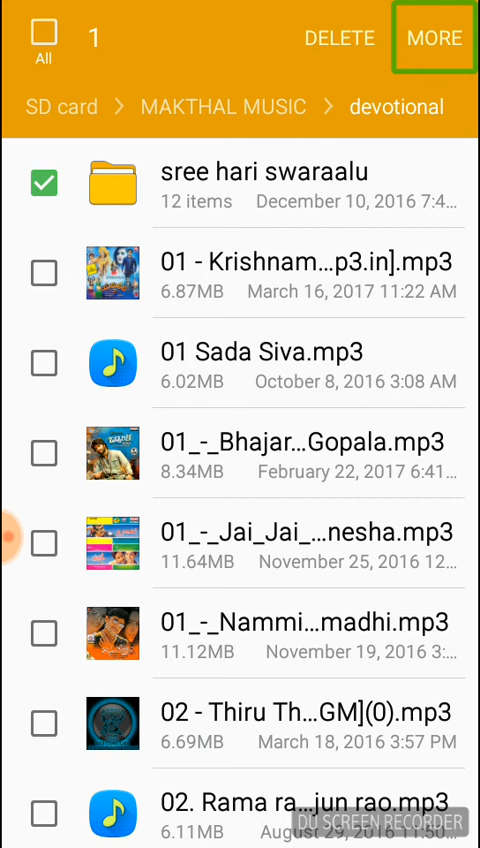 1 DELETE MORE
All
SD card > MAKTHAL MUSIC > devotional
sree hari swaraalu
12 items December 10, 2016 7:4...
01 - Krishnam...p3.in].mp3
6.87MB March 16, 2017 11:22 AM
01 Sada Siva.mp3
6.02MB October 8, 2016 3:08 AM
01_-_Bhajar...Gopala.mp3
8.34MB February 22, 2017 6:41...
01_-_Jai_Jai_...nesha.mp3
11.64MB November 25, 2016 12...
01_-_Nammi...madhi.mp3
11.12MB November 19, 2016 3:...
02 - Thiru Th...GM](0).mp3
6.69MB March 18, 2016 3:57 PM
02. Rama ra...jun rao.mp3
6.11MB August 29, 2016 11:50...
DU SCREEN RECORDER